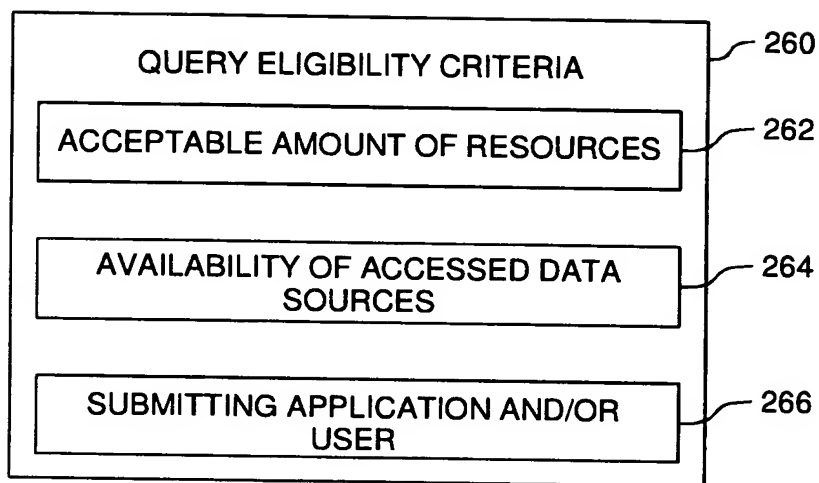 QUERY ELIGIBILITY CRITERIA
260
ACCEPTABLE AMOUNT OF RESOURCES
262
AVAILABILITY OF ACCESSED DATA
SOURCES
264
SUBMITTING APPLICATION AND/OR
USER
266